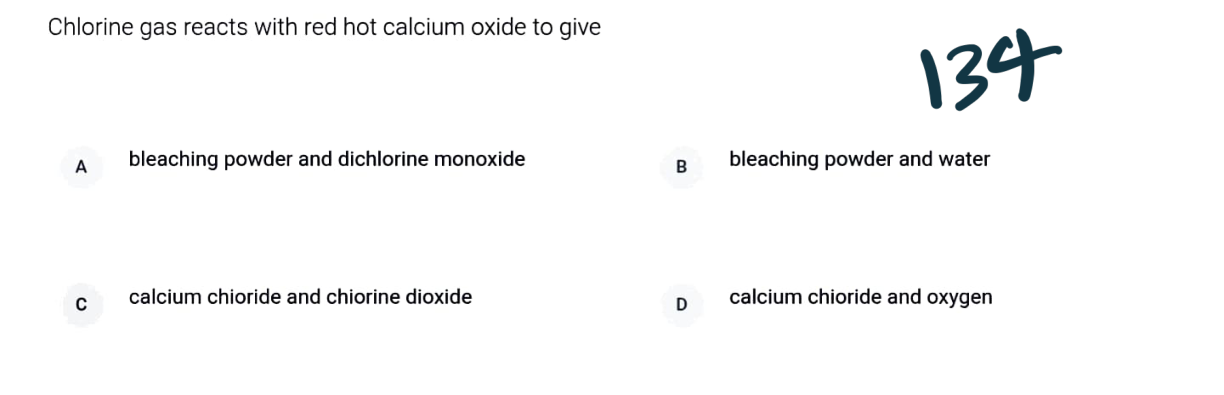 Chlorine gas reacts with red hot calcium oxide to give
134
A bleaching powder and dichlorine monoxide
B bleaching powder and water
C calcium chioride and chiorine dioxide
D calcium chioride and oxygen